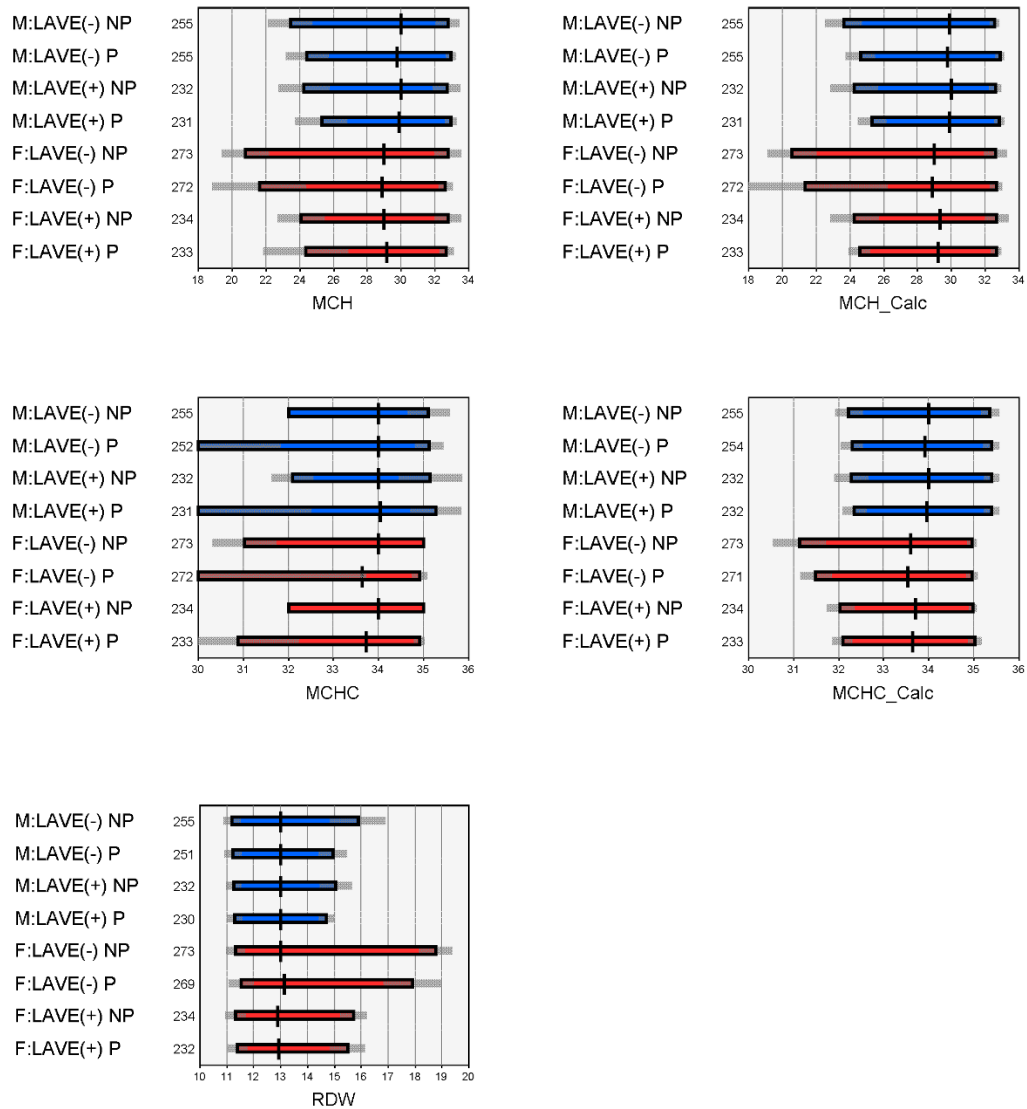 M:LAVE(-) NP 255
M:LAVE(-) P 255
M:LAVE(+) NP 232
M:LAVE(+) P 231
F:LAVE(-) NP 273
F:LAVE(-) P 272
F:LAVE(+) NP 234
F:LAVE(+) P 233
18 20 22 24 26 28 30 32 34
MCH
M:LAVE(-) NP 255
M:LAVE(-) P 255
M:LAVE(+) NP 232
M:LAVE(+) P 231
F:LAVE(-) NP 273
F:LAVE(-) P 272
F:LAVE(+) NP 234
F:LAVE(+) P 233
18 20 22 24 26 28 30 32 34
MCH_Calc
M:LAVE(-) NP 255
M:LAVE(-) P 252
M:LAVE(+) NP 232
M:LAVE(+) P 231
F:LAVE(-) NP 273
F:LAVE(-) P 272
F:LAVE(+) NP 234
F:LAVE(+) P 233
30 31 32 33 34 35 36
MCHC
M:LAVE(-) NP 255
M:LAVE(-) P 254
M:LAVE(+) NP 232
M:LAVE(+) P 232
F:LAVE(-) NP 273
F:LAVE(-) P 271
F:LAVE(+) NP 234
F:LAVE(+) P 233
30 31 32 33 34 35 36
MCHC_Calc
M:LAVE(-) NP 255
M:LAVE(-) P 251
M:LAVE(+) NP 232
M:LAVE(+) P 230
F:LAVE(-) NP 273
F:LAVE(-) P 269
F:LAVE(+) NP 234
F:LAVE(+) P 232
10 11 12 13 14 15 16 17 18 19 20
RDW